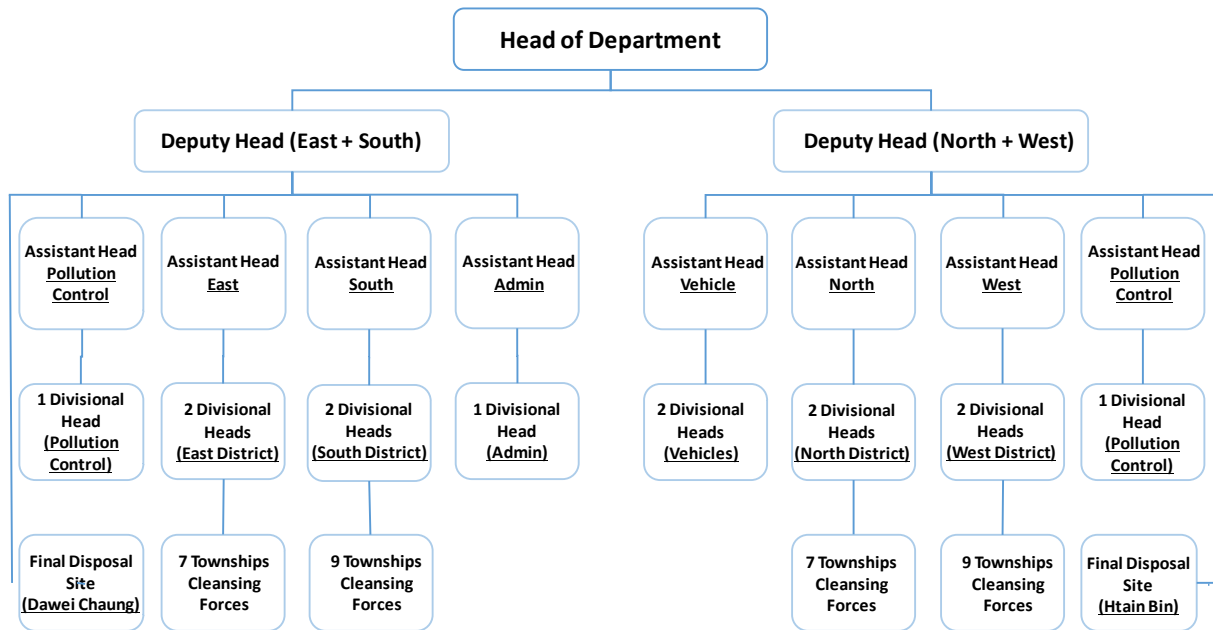 Head of Department
Deputy Head (East + South)
Deputy Head (North + West)
Assistant Head
Pollution
Control
Assistant Head
East
Assistant Head
South
Assistant Head
Admin
Assistant Head
Vehicle
Assistant Head
North
Assistant Head
West
Assistant Head
Pollution
Control
1 Divisional
Head
(Pollution
Control)
2 Divisional
Heads
(East District)
2 Divisional
Heads
(South District)
1 Divisional
Head
(Admin)
2 Divisional
Heads
(Vehicles)
2 Divisional
Heads
(North District)
2 Divisional
Heads
(West District)
1 Divisional
Head
(Pollution
Control)
Final Disposal
Site
(Dawei Chaung)
7 Townships
Cleansing
Forces
9 Townships
Cleansing
Forces
7 Townships
Cleansing
Forces
9 Townships
Cleansing
Forces
Final Disposal
Site
(Htain Bin)